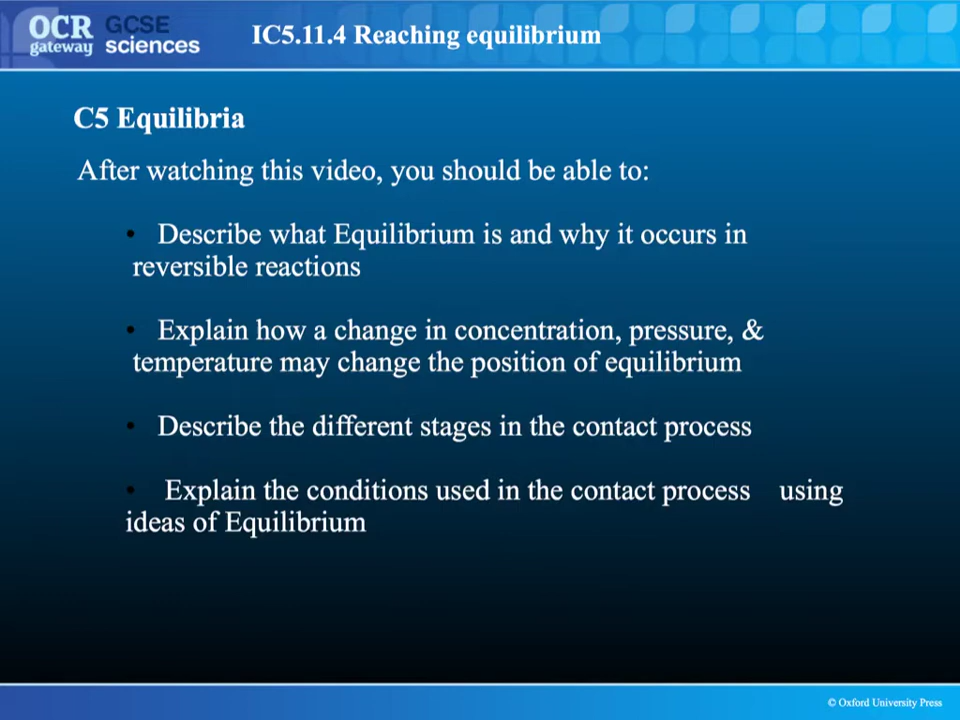 OCR GCSE
gateway sciences
IC5.11.4 Reaching equilibrium
C5 Equilibria
After watching this video, you should be able to:
• Describe what Equilibrium is and why it occurs in
reversible reactions
• Explain how a change in concentration, pressure, &
temperature may change the position of equilibrium
• Describe the different stages in the contact process
• Explain the conditions used in the contact process using
ideas of Equilibrium
© Oxford University Press